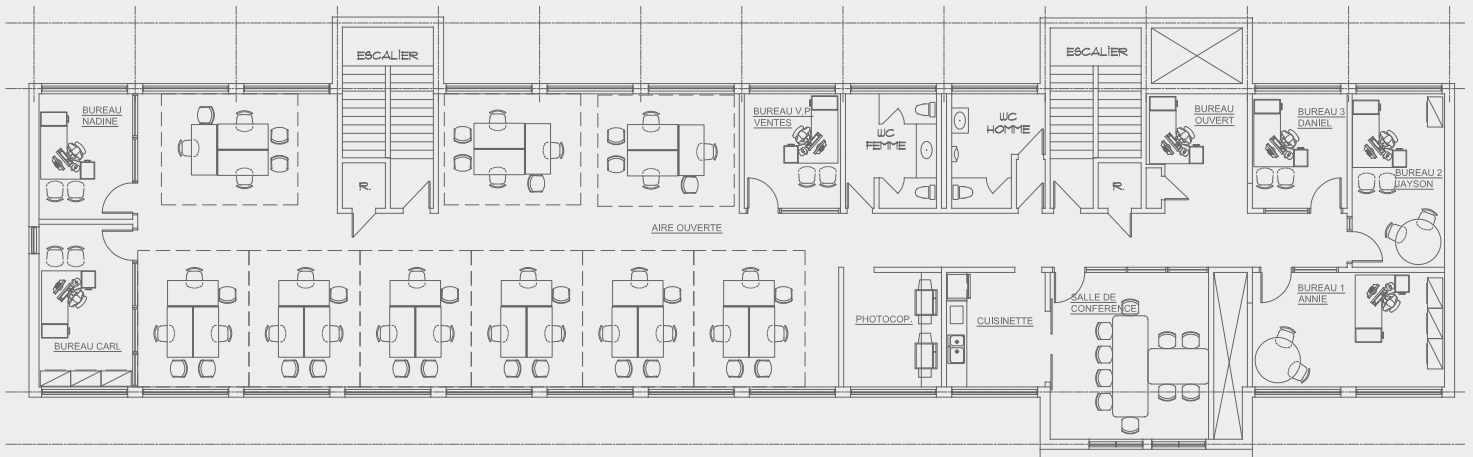 ESCALIER
ESCALIER
BUREAU
NADINE
BUREAU V.P
VENTES
WC
FEMME
WC
HOMME
BUREAU
OUVERT
BUREAU 3
DANIEL
BUREAU 2
JAYSON
R.
R.
AIRE OUVERTE
BUREAU CARL
PHOTOCOP.
CUISINETTE
SALLE DE
CONFERENCE
BUREAU 1
ANNIE